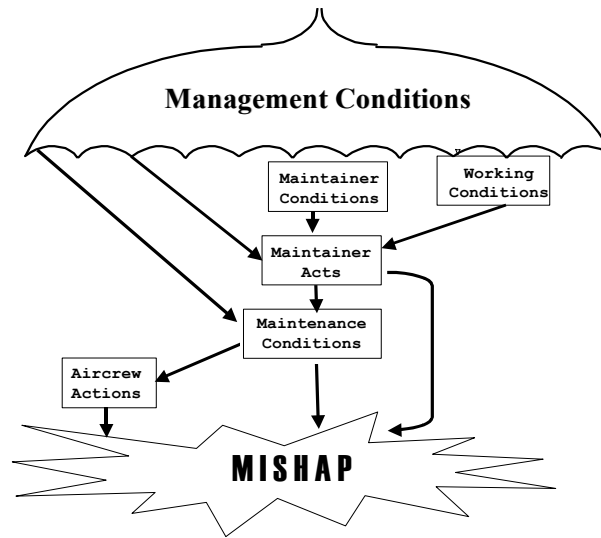 Management Conditions
Maintainer
Conditions
Working
Conditions
Maintainer
Acts
Maintenance
Conditions
Aircrew
Actions
MISHAP